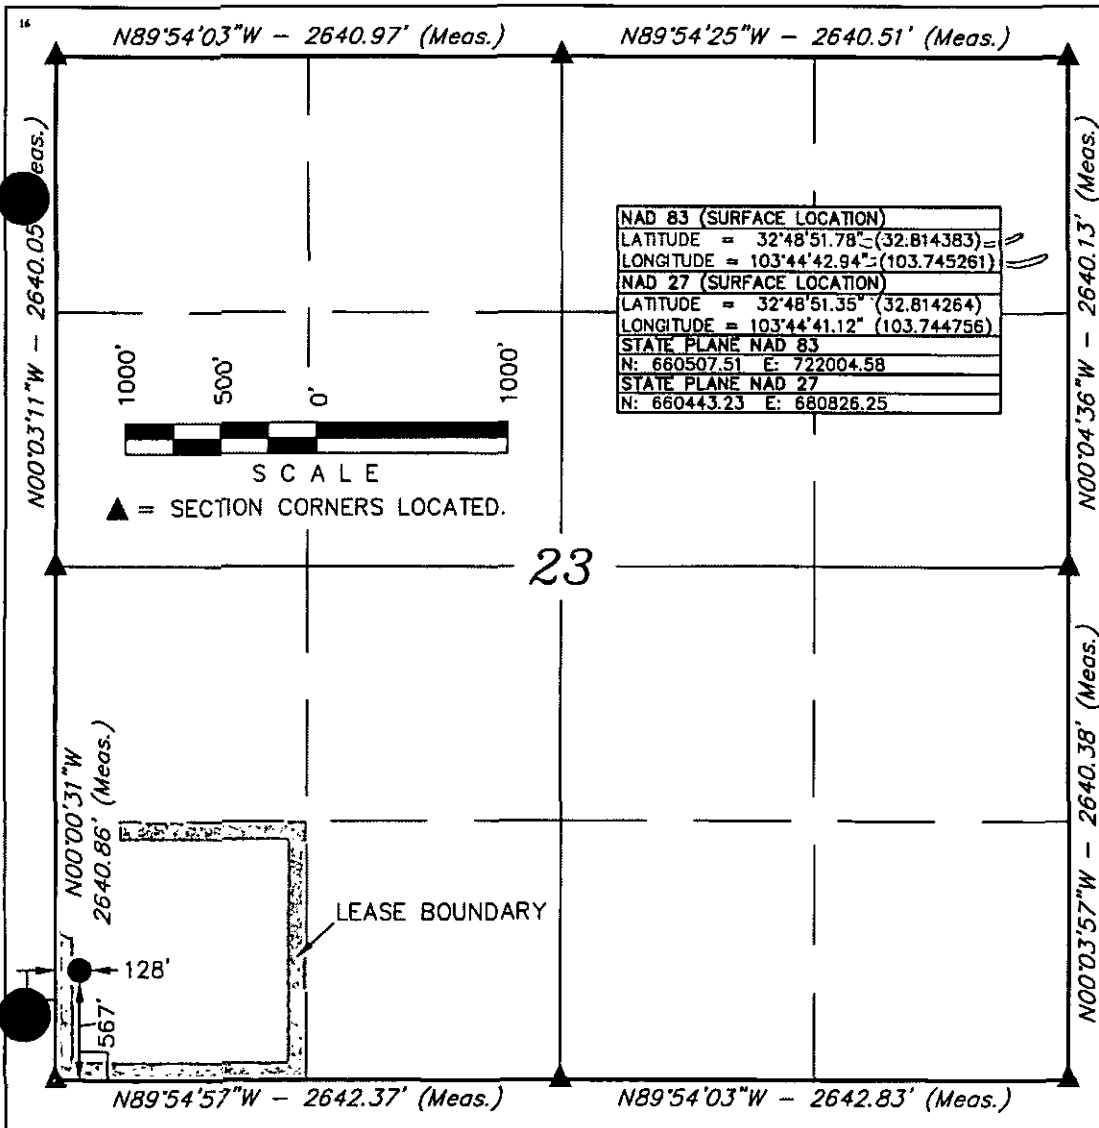 16
N89°54'03"W – 2640.97' (Meas.)
N89°54'25"W – 2640.51' (Meas.)
N00°03'11"W – 2640.05' eas.)
N00°04'36"W – 2640.13' (Meas.)
NAD 83 (SURFACE LOCATION)
LATITUDE = 32°48'51.78" (32.814383)
LONGITUDE = 103°44'42.94" (103.745261)
NAD 27 (SURFACE LOCATION)
LATITUDE = 32°48'51.35" (32.814264)
LONGITUDE = 103°44'41.12" (103.744756)
STATE PLANE NAD 83
N: 660507.51 E: 722004.58
STATE PLANE NAD 27
N: 660443.23 E: 680826.25
1000' 500' 0' 1000'
SCALE
▲ = SECTION CORNERS LOCATED.
23
N00°00'31"W
2640.86' (Meas.)
N00°03'57"W – 2640.38' (Meas.)
LEASE BOUNDARY
128'
567'
N89°54'57"W – 2642.37' (Meas.)
N89°54'03"W – 2642.83' (Meas.)